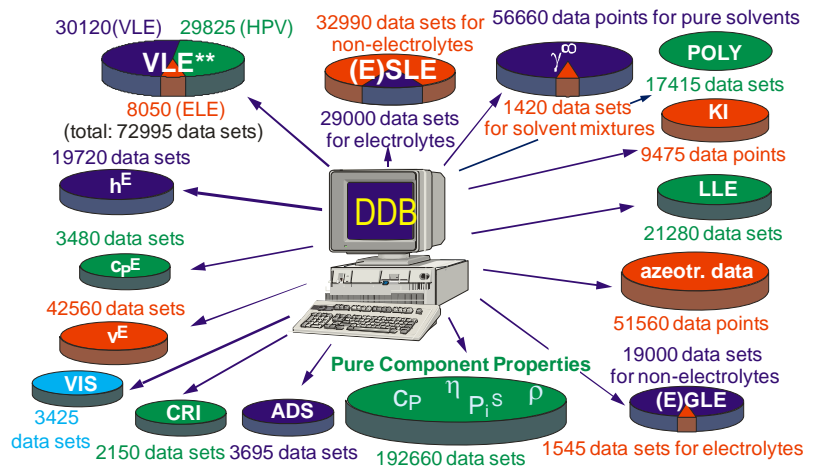 30120(VLE) 29825(HPV)
VLE**
8050 (ELE)
(total: 72995 data sets)
32990 data sets for
non-electrolytes
(E)SLE
29000 data sets
for electrolytes
56660 data points for pure solvents
γ∞
1420 data sets
for solvent mixtures
POLY
17415 data sets
KI
9475 data points
19720 data sets
hE
DDB
LLE
21280 data sets
3480 data sets
cPE
azeotr. data
51560 data points
42560 data sets
vE
VIS
3425
data sets
CRI
2150 data sets
ADS
3695 data sets
Pure Component Properties
cP η PiS ρ
192660 data sets
19000 data sets
for non-electrolytes
(E)GLE
1545 data sets for electrolytes